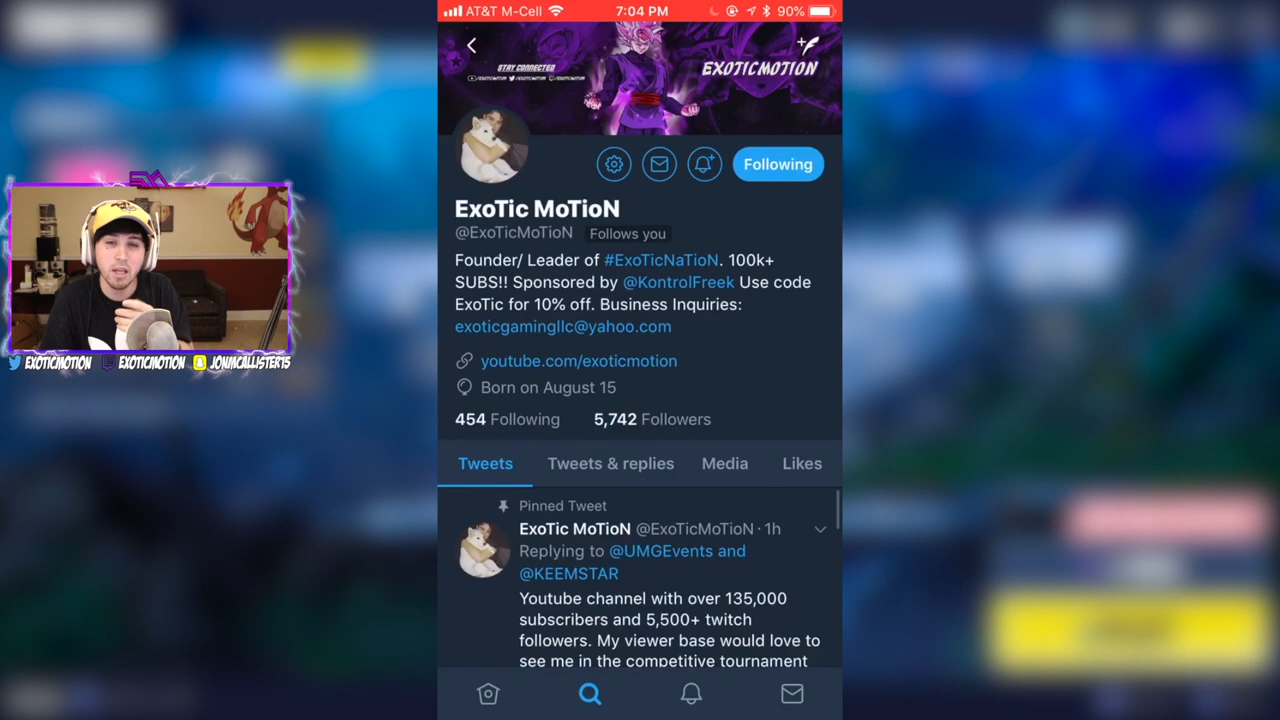 AT&T M-Cell 7:04 PM 90%
STAY CONNECTED
EXOTICMOTION
Following
ExoTic MoTioN
@ExoTicMoTioN Follows you
Founder/ Leader of #ExoTicNaTioN. 100k+
SUBS!! Sponsored by @KontrolFreek Use code
ExoTic for 10% off. Business Inquiries:
exoticgamingllc@yahoo.com
youtube.com/exoticmotion
Born on August 15
454 Following 5,742 Followers
Tweets Tweets & replies Media Likes
Pinned Tweet
ExoTic MoTioN @ExoTicMoTioN · 1h
Replying to @UMGEvents and
@KEEMSTAR
Youtube channel with over 135,000
subscribers and 5,500+ twitch
followers. My viewer base would love to
see me in the competitive tournament
EXOTICMOTION EXOTICMOTION JONMCALLISTER15